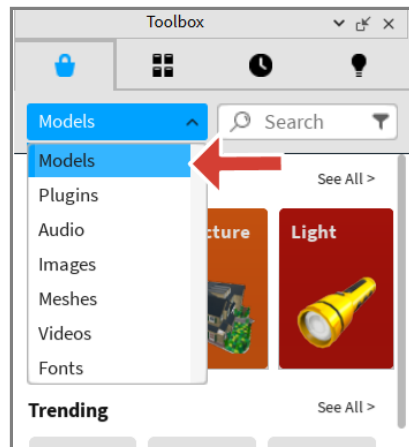 Toolbox
Models
Search
Models
See All >
Plugins
Audio
cture
Light
Images
Meshes
Videos
Fonts
Trending
See All >